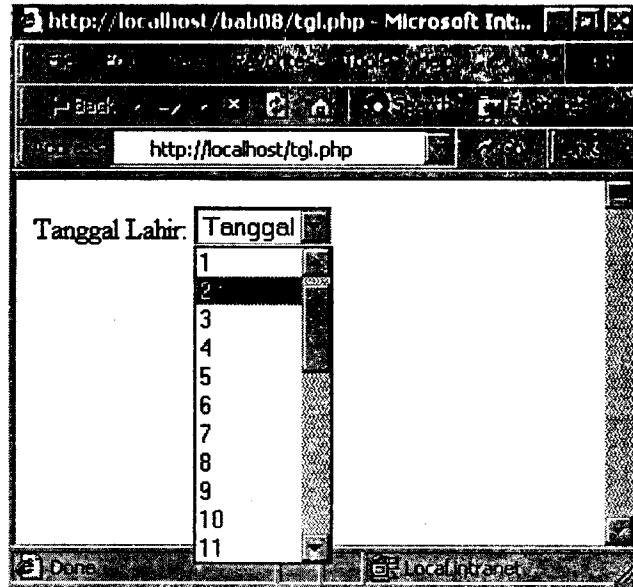 http://localhost/bab08/tgl.php - Microsoft Int...
Back
http://localhost/tgl.php
Tanggal Lahir: Tanggal
1
2
3
4
5
6
7
8
9
10
11
Done
Local intranet